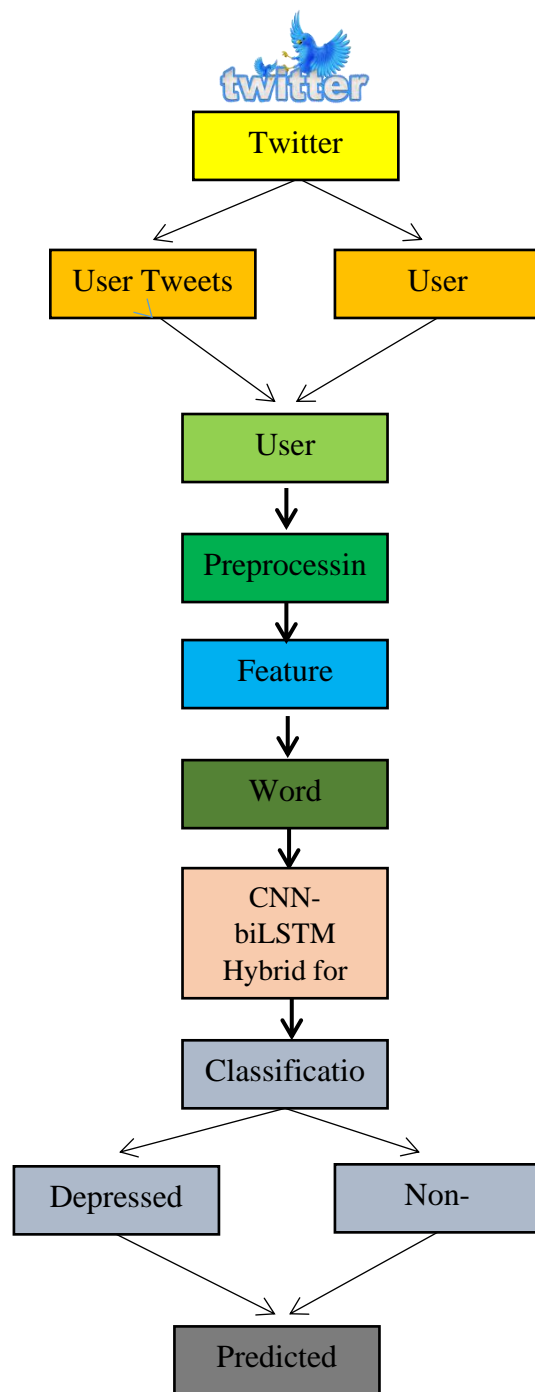 twitter
Twitter
User Tweets
User
User
Preprocessin
Feature
Word
CNN-
biLSTM
Hybrid for
Classificatio
Depressed
Non-
Predicted